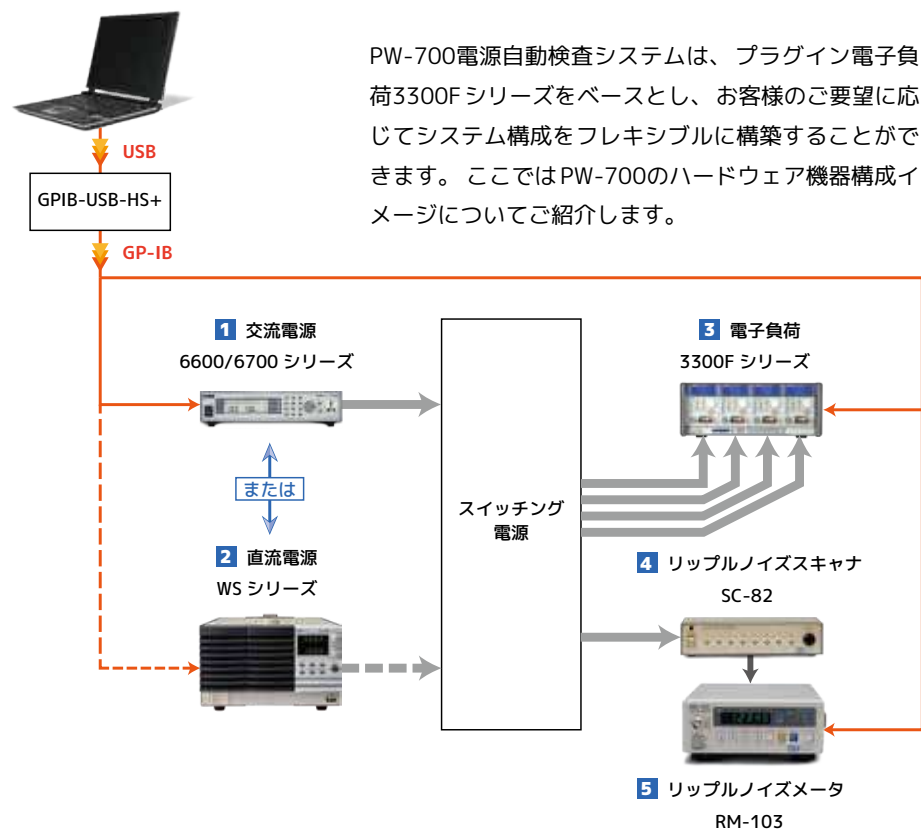 PW-700電源自動検査システムは、プラグイン電子負
荷3300Fシリーズをベースとし、お客様のご要望に応
じてシステム構成をフレキシブルに構築することがで
きます。ここではPW-700のハードウェア機器構成イ
メージについてご紹介します。
USB
GPIB-USB-HS+
GP-IB
1 交流電源
6600/6700 シリーズ
または
2 直流電源
WS シリーズ
スイッチング
電源
3 電子負荷
3300F シリーズ
4 リップルノイズスキャナ
SC-82
5 リップルノイズメータ
RM-103